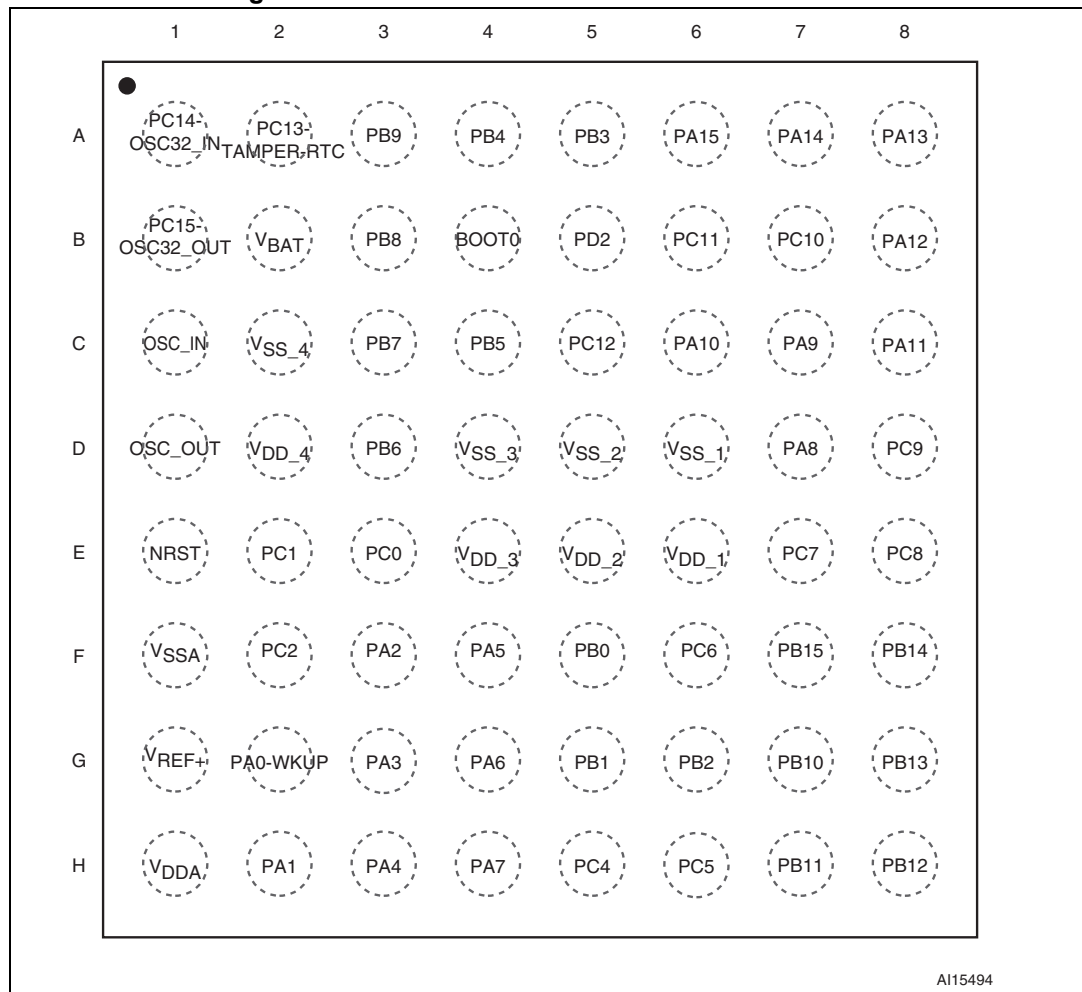 1 2 3 4 5 6 7 8
A PC14-OSC32_IN PC13-TAMPER-RTC PB9 PB4 PB3 PA15 PA14 PA13
B PC15-OSC32_OUT VBAT PB8 BOOT0 PD2 PC11 PC10 PA12
C OSC_IN VSS_4 PB7 PB5 PC12 PA10 PA9 PA11
D OSC_OUT VDD_4 PB6 VSS_3 VSS_2 VSS_1 PA8 PC9
E NRST PC1 PC0 VDD_3 VDD_2 VDD_1 PC7 PC8
F VSSA PC2 PA2 PA5 PB0 PC6 PB15 PB14
G VREF+ PA0-WKUP PA3 PA6 PB1 PB2 PB10 PB13
H VDDA PA1 PA4 PA7 PC4 PC5 PB11 PB12
AI15494